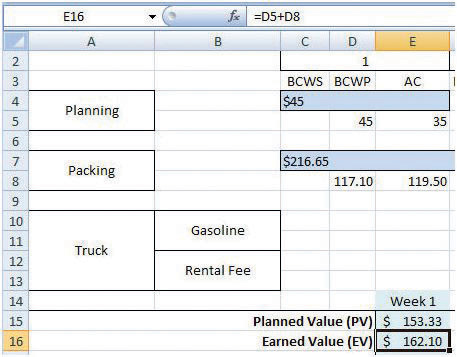 E16 fx =D5+D8
A B C D E
2 1
3 BCWS BCWP AC
4 $45
Planning
5 45 35
6
7 $216.65
Packing
8 117.10 119.50
9
10
Gasoline
11
Truck
12
Rental Fee
13
14 Week 1
15 Planned Value (PV) $ 153.33
16 Earned Value (EV) $ 162.10